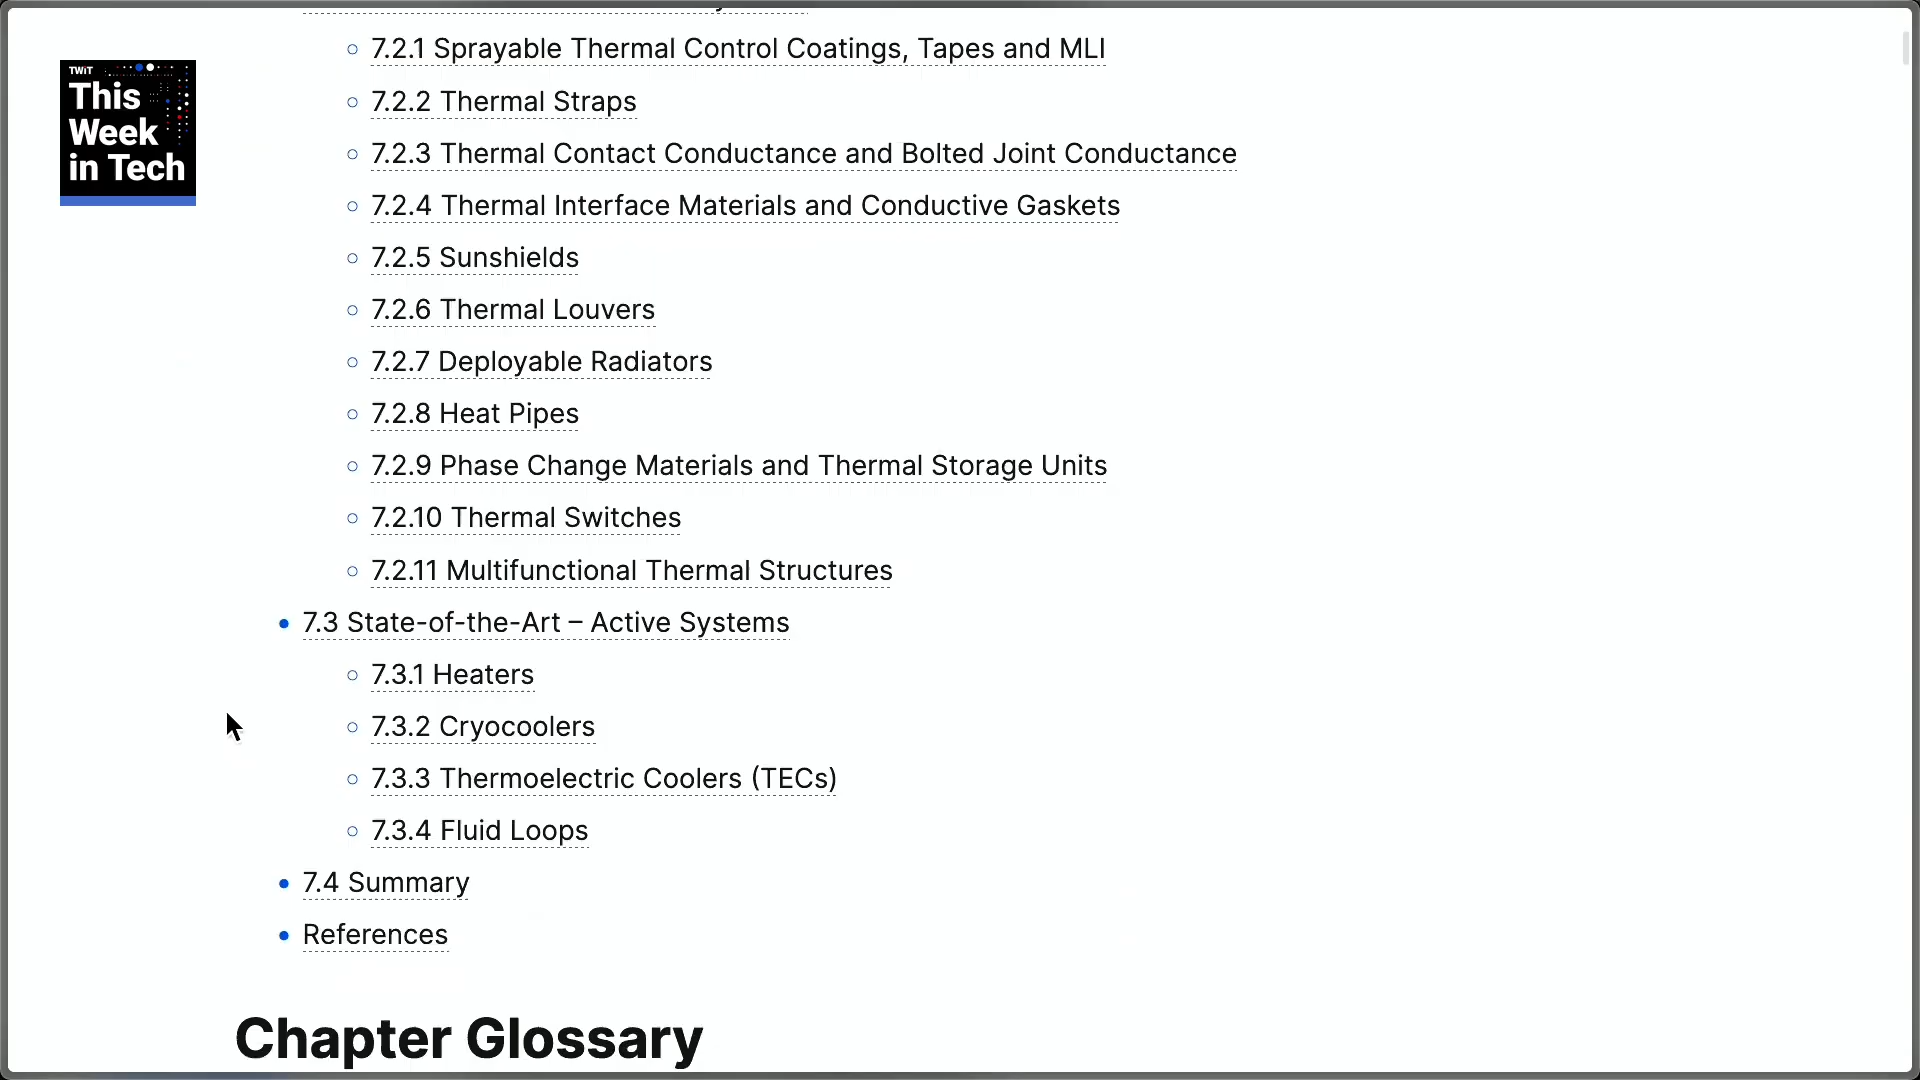 7.2.1 Sprayable Thermal Control Coatings, Tapes and MLI
TWiT
This
Week
in Tech
7.2.2 Thermal Straps
7.2.3 Thermal Contact Conductance and Bolted Joint Conductance
7.2.4 Thermal Interface Materials and Conductive Gaskets
7.2.5 Sunshields
7.2.6 Thermal Louvers
7.2.7 Deployable Radiators
7.2.8 Heat Pipes
7.2.9 Phase Change Materials and Thermal Storage Units
7.2.10 Thermal Switches
7.2.11 Multifunctional Thermal Structures
7.3 State-of-the-Art – Active Systems
7.3.1 Heaters
7.3.2 Cryocoolers
7.3.3 Thermoelectric Coolers (TECs)
7.3.4 Fluid Loops
7.4 Summary
References
Chapter Glossary